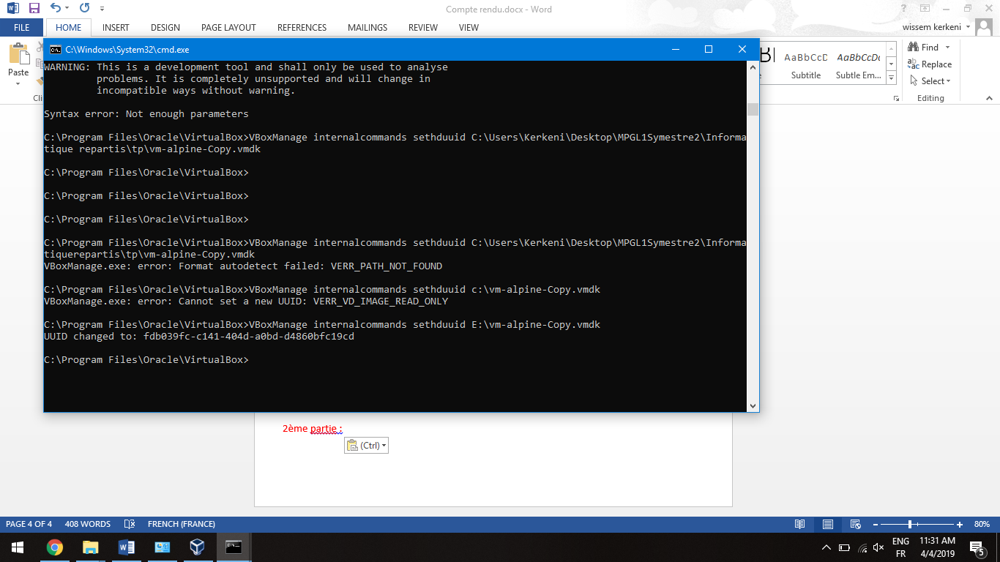 Compte rendu.docx - Word
FILE
HOME
INSERT
DESIGN
PAGE LAYOUT
REFERENCES
MAILINGS
REVIEW
VIEW
wissem kerkeni
Paste
AaBbCcD
Subtitle
Subtle Em...
Find
Replace
Select
Editing
C:\Windows\System32\cmd.exe
WARNING: This is a development tool and shall only be used to analyse
problems. It is completely unsupported and will change in
incompatible ways without warning.
Syntax error: Not enough parameters
C:\Program Files\Oracle\VirtualBox>VBoxManage internalcommands sethduuid C:\Users\Kerkeni\Desktop\MPGL1Symestre2\Informa
tique repartis\tp\vm-alpine-Copy.vmdk
C:\Program Files\Oracle\VirtualBox>
C:\Program Files\Oracle\VirtualBox>
C:\Program Files\Oracle\VirtualBox>
C:\Program Files\Oracle\VirtualBox>VBoxManage internalcommands sethduuid C:\Users\Kerkeni\Desktop\MPGL1Symestre2\Informa
tiquerepartis\tp\vm-alpine-Copy.vmdk
VBoxManage.exe: error: Format autodetect failed: VERR_PATH_NOT_FOUND
C:\Program Files\Oracle\VirtualBox>VBoxManage internalcommands sethduuid c:\vm-alpine-Copy.vmdk
VBoxManage.exe: error: Cannot set a new UUID: VERR_VD_IMAGE_READ_ONLY
C:\Program Files\Oracle\VirtualBox>VBoxManage internalcommands sethduuid E:\vm-alpine-Copy.vmdk
UUID changed to: fdb039fc-c141-404d-a0bd-d4860bfc19cd
C:\Program Files\Oracle\VirtualBox>
2ème partie :
(Ctrl)
PAGE 4 OF 4
408 WORDS
FRENCH (FRANCE)
80%
ENG
FR
11:31 AM
4/4/2019
5